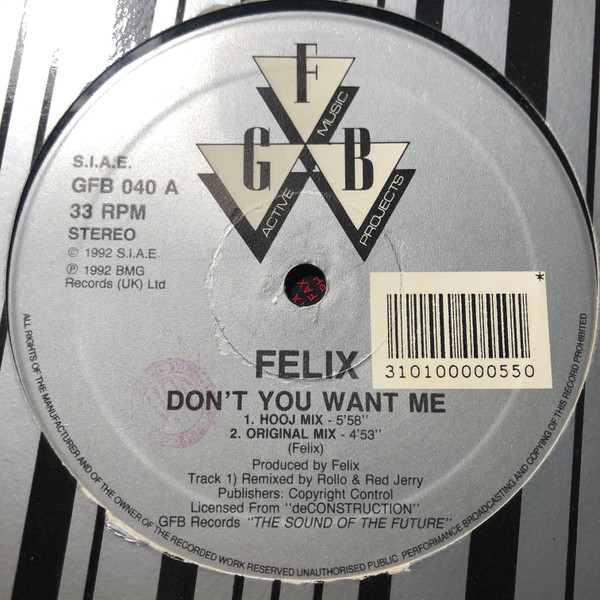 F
G B
ACTIVE MUSIC PROJECTS
S.I.A.E.
GFB 040 A
33 RPM
STEREO
© 1992 S.I.A.E.
℗ 1992 BMG
Records (UK) Ltd
*
310100000550
FELIX
DON'T YOU WANT ME
1. HOOJ MIX - 5'58''
2. ORIGINAL MIX - 4'53''
(Felix)
Produced by Felix
Track 1) Remixed by Rollo & Red Jerry
Publishers: Copyright Control
Licensed From "deCONSTRUCTION"
GFB Records "THE SOUND OF THE FUTURE"
ALL RIGHTS OF THE MANUFACTURER AND OF THE OWNER OF THE RECORDED WORK RESERVED UNAUTHORISED PUBLIC PERFORMANCE BROADCASTING AND COPYING OF THIS RECORD PROHIBITED